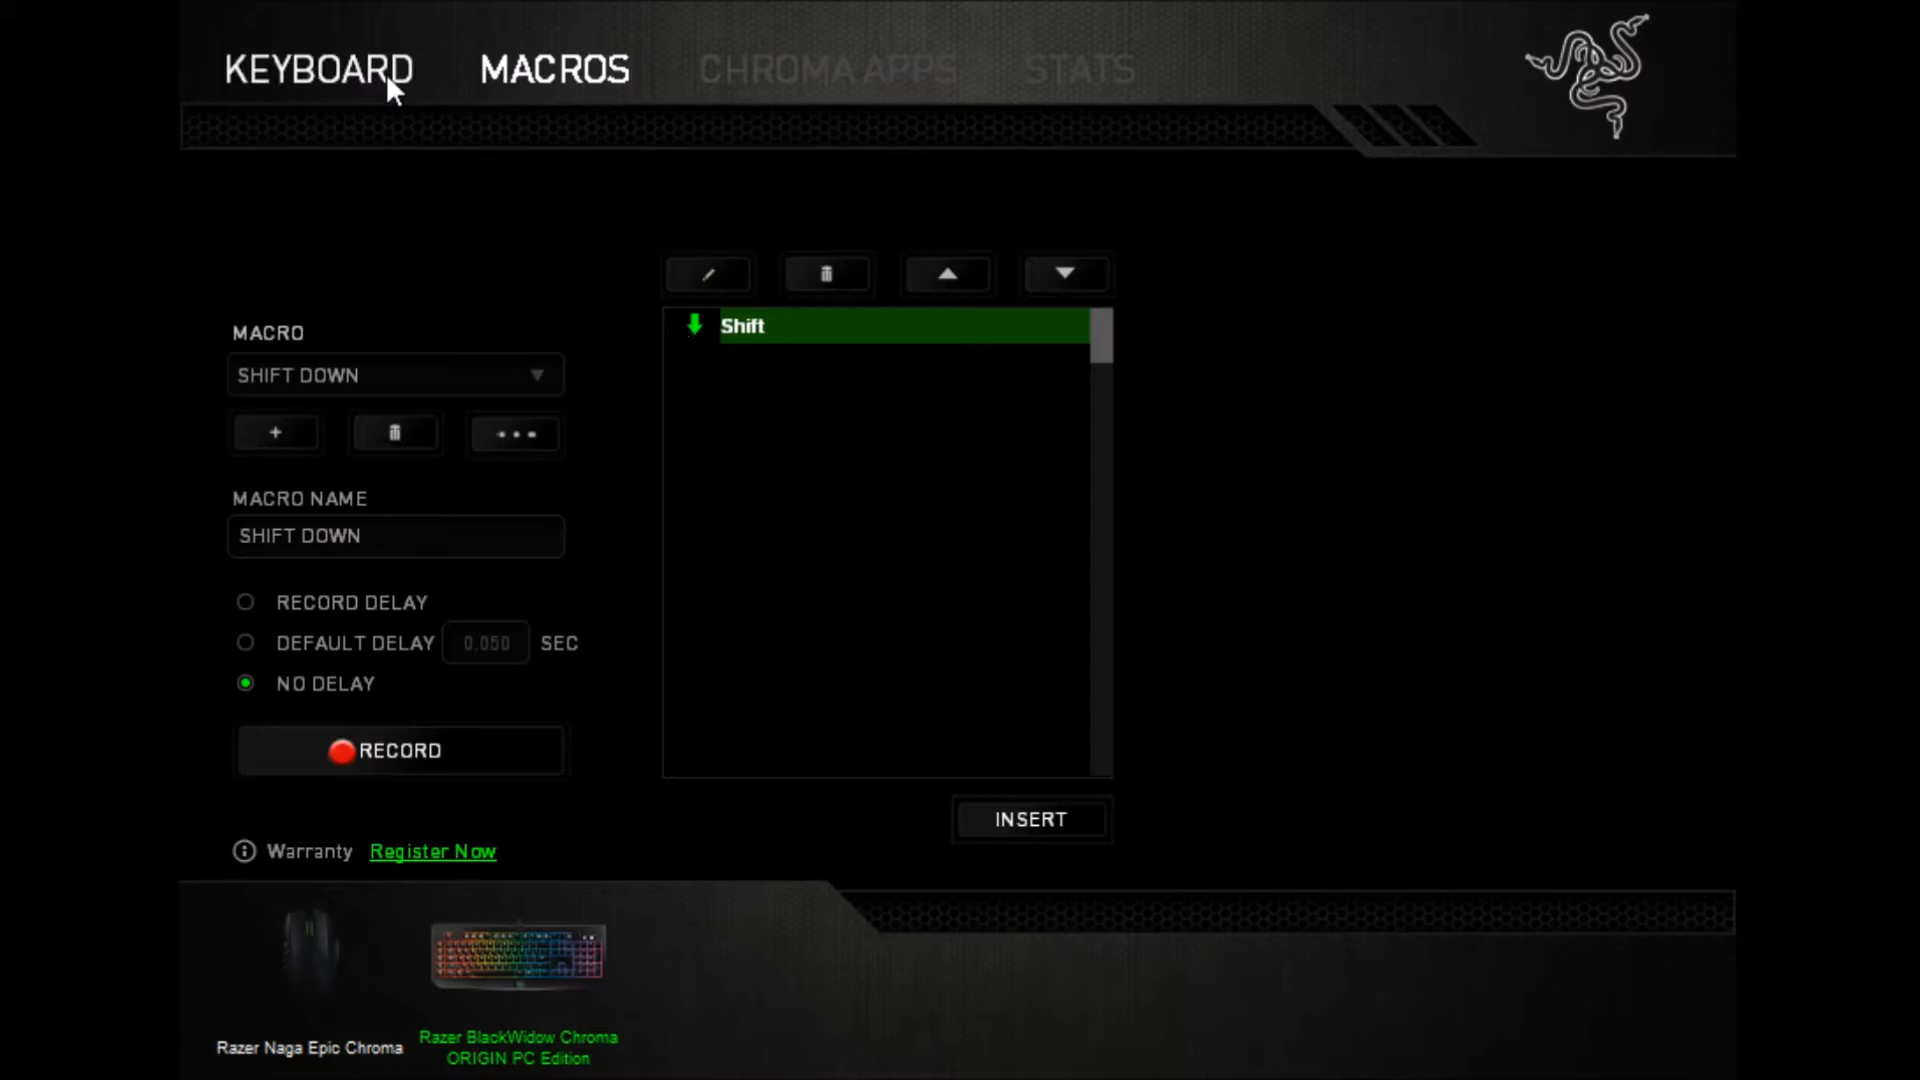 KEYBOARD MACROS CHROMA APPS STATS
MACRO
SHIFT DOWN
Shift
MACRO NAME
SHIFT DOWN
RECORD DELAY
DEFAULT DELAY 0.050 SEC
NO DELAY
RECORD
INSERT
Warranty Register Now
Razer Naga Epic Chroma
Razer BlackWidow Chroma
ORIGIN PC Edition